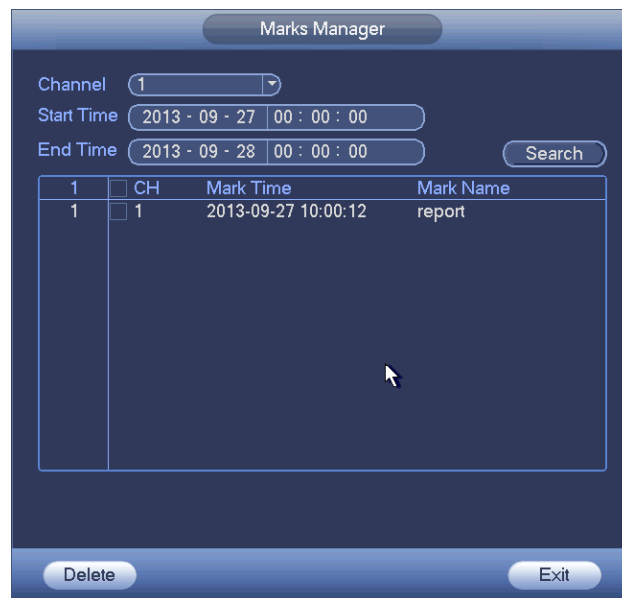 Marks Manager
Channel 1
Start Time 2013 - 09 - 27 00 : 00 : 00
End Time 2013 - 09 - 28 00 : 00 : 00 Search
1 CH Mark Time Mark Name
1 1 2013-09-27 10:00:12 report
Delete Exit